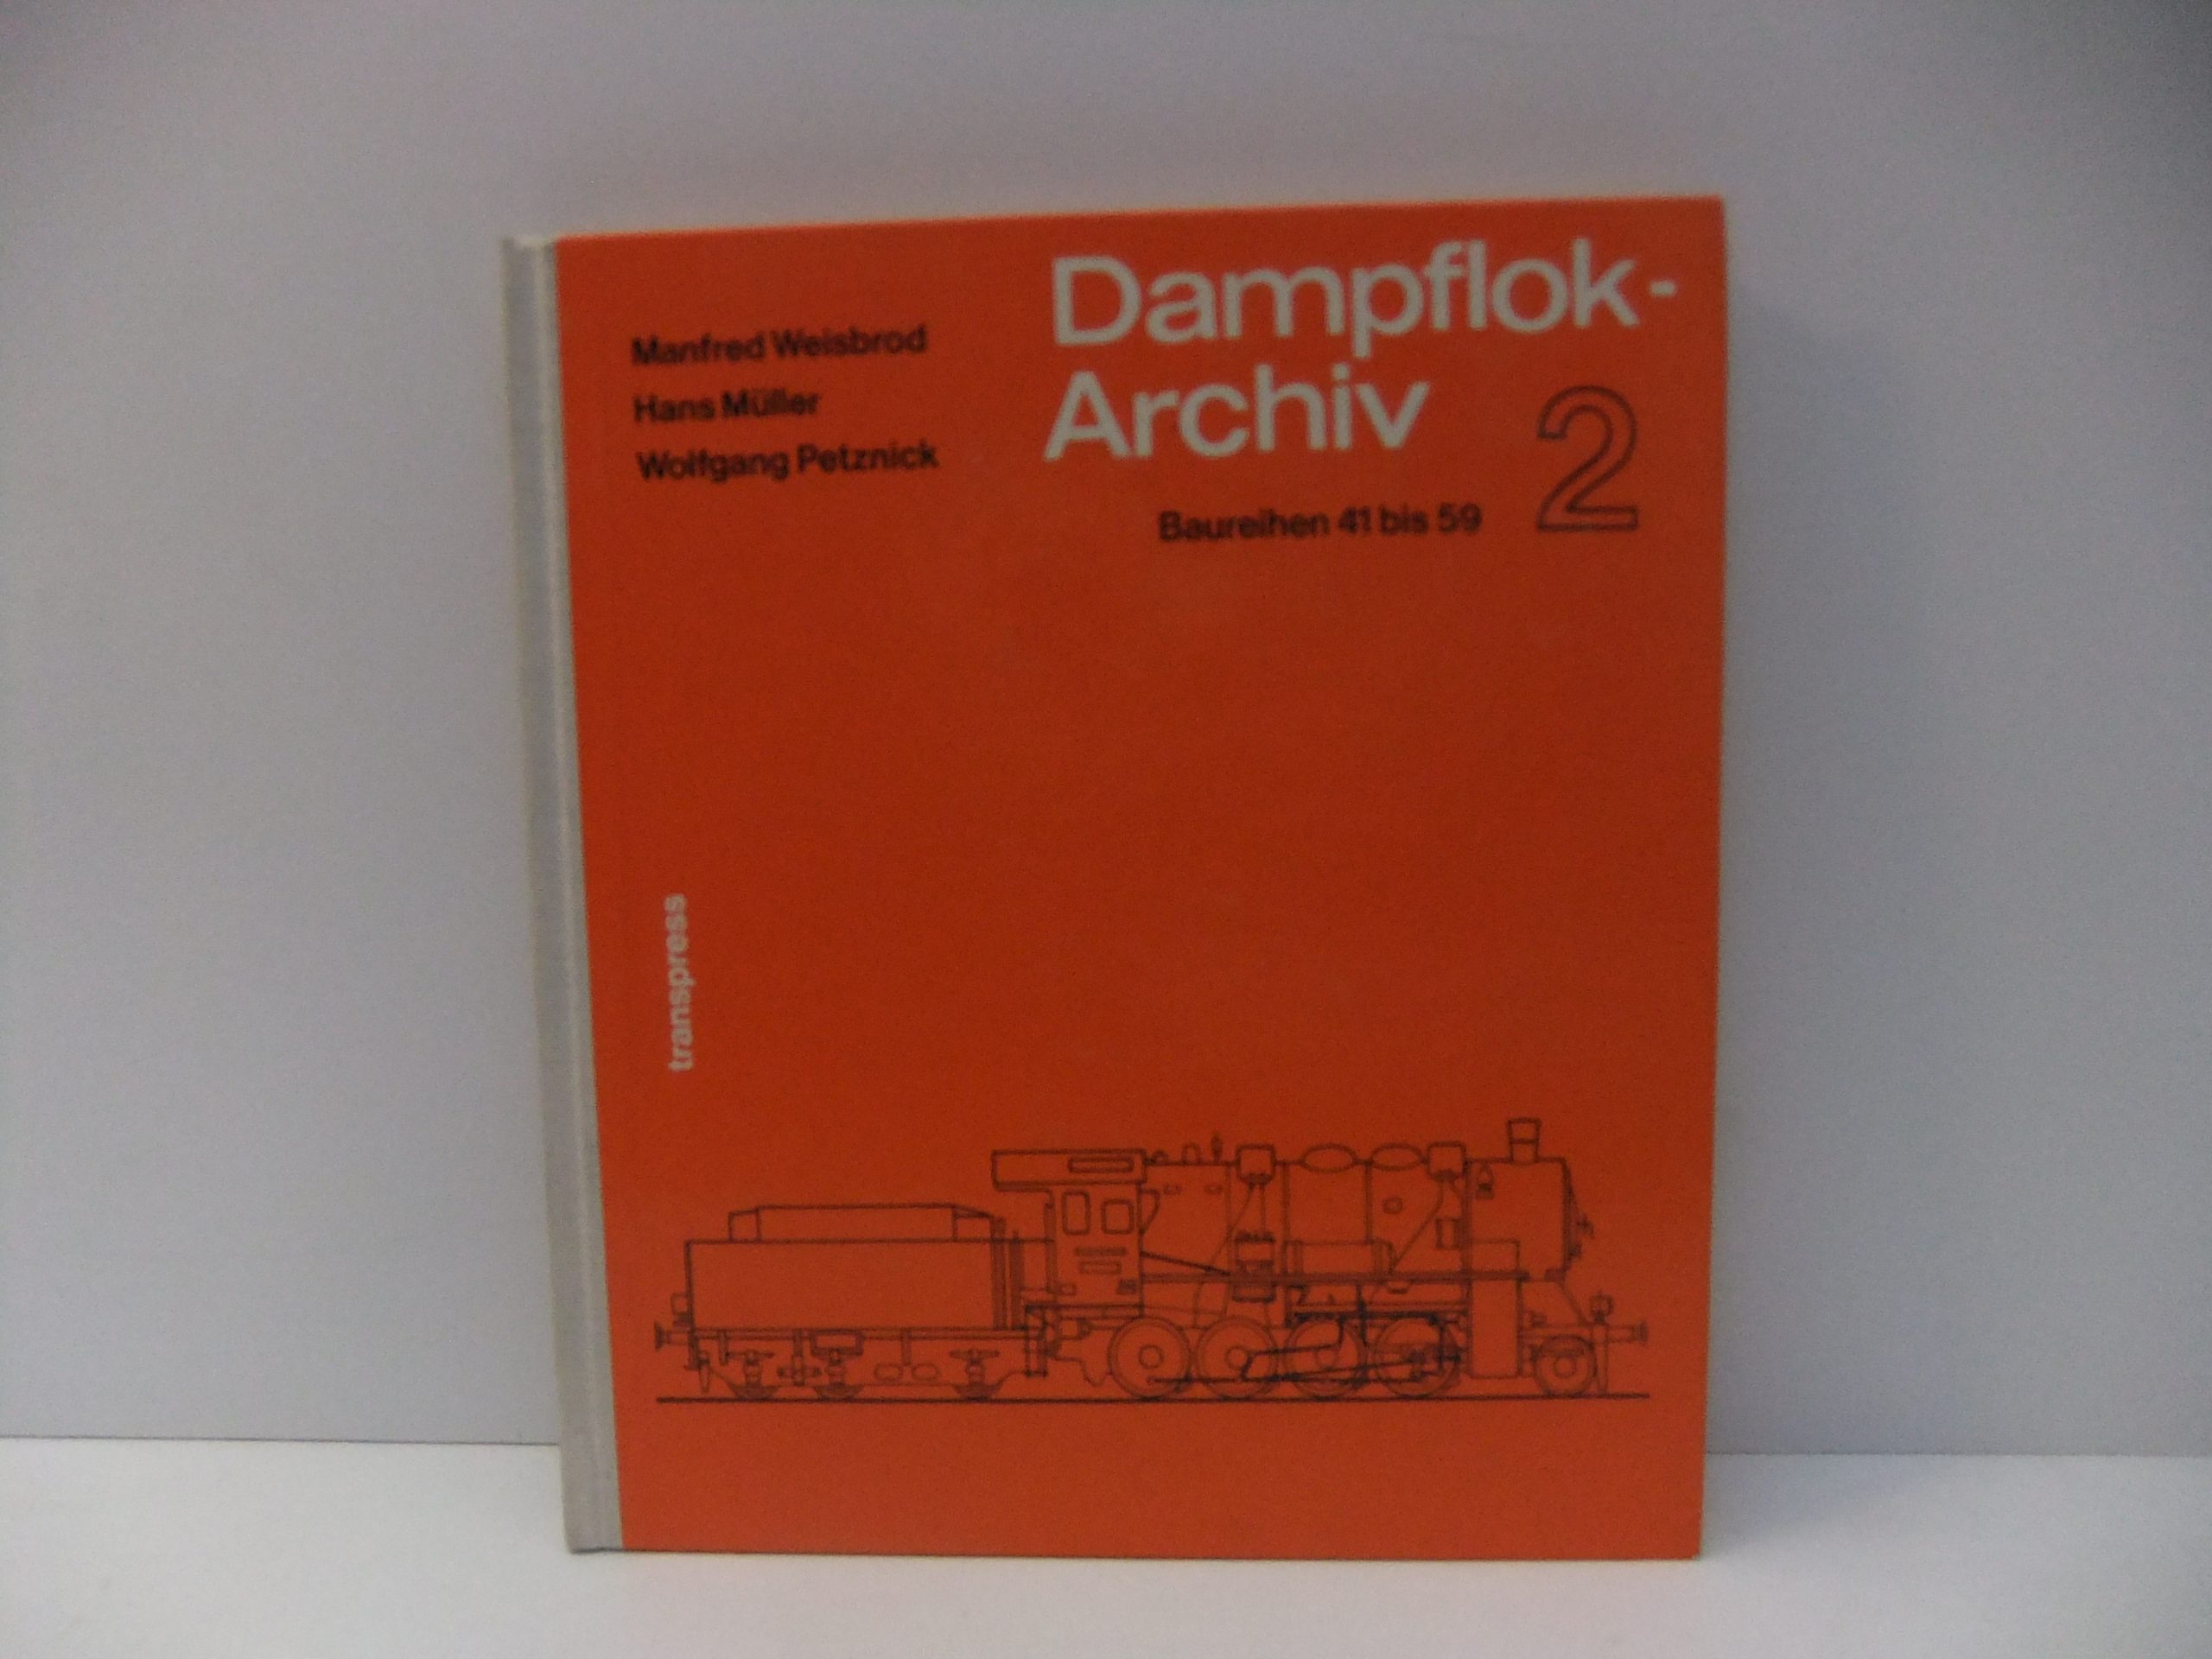 Manfred Weisbrod
Hans Müller
Wolfgang Petznick
Dampflok-
Archiv 2
Baureihen 41 bis 59
transpress